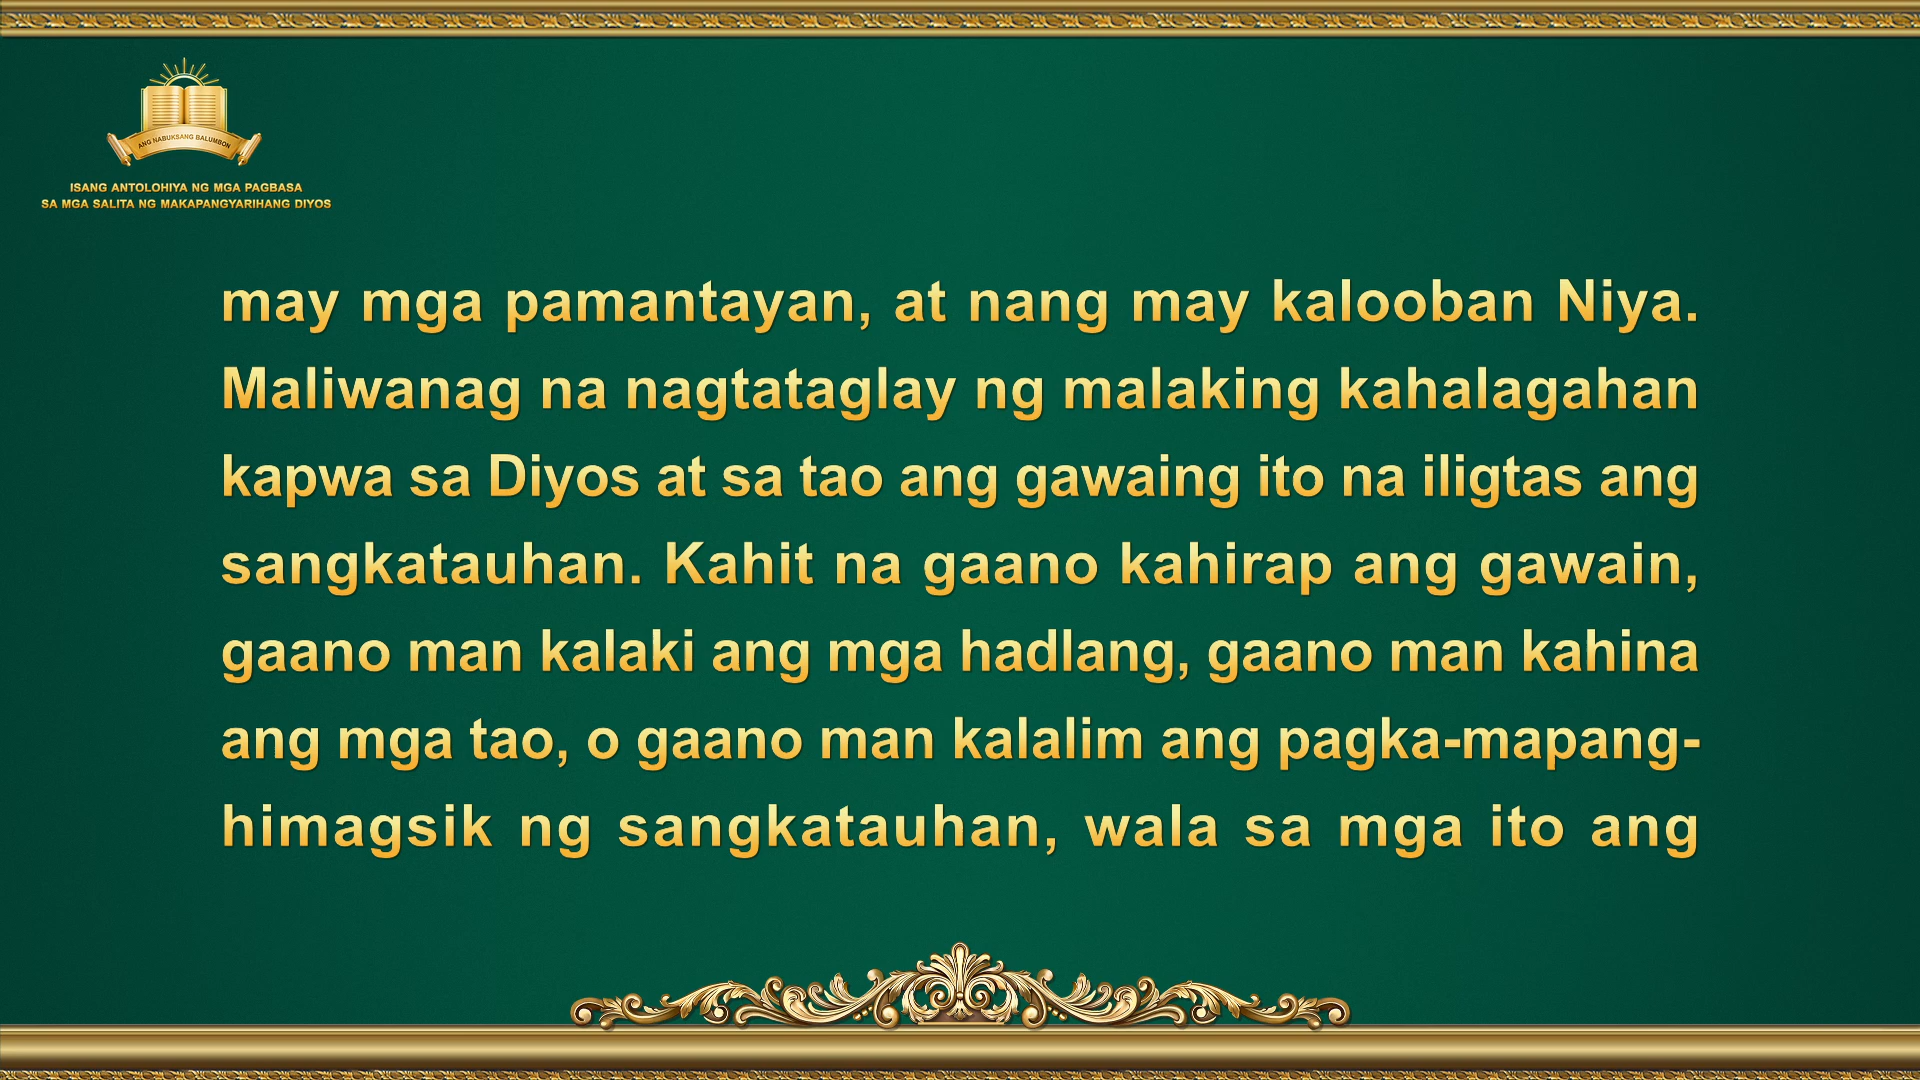 ANG NABUKSANG BALUMBON
ISANG ANTOLOHIYA NG MGA PAGBASA
SA MGA SALITA NG MAKAPANGYARIHANG DIYOS
may mga pamantayan, at nang may kalooban Niya.
Maliwanag na nagtataglay ng malaking kahalagahan
kapwa sa Diyos at sa tao ang gawaing ito na iligtas ang
sangkatauhan. Kahit na gaano kahirap ang gawain,
gaano man kalaki ang mga hadlang, gaano man kahina
ang mga tao, o gaano man kalalim ang pagka-mapang-
himagsik ng sangkatauhan, wala sa mga ito ang